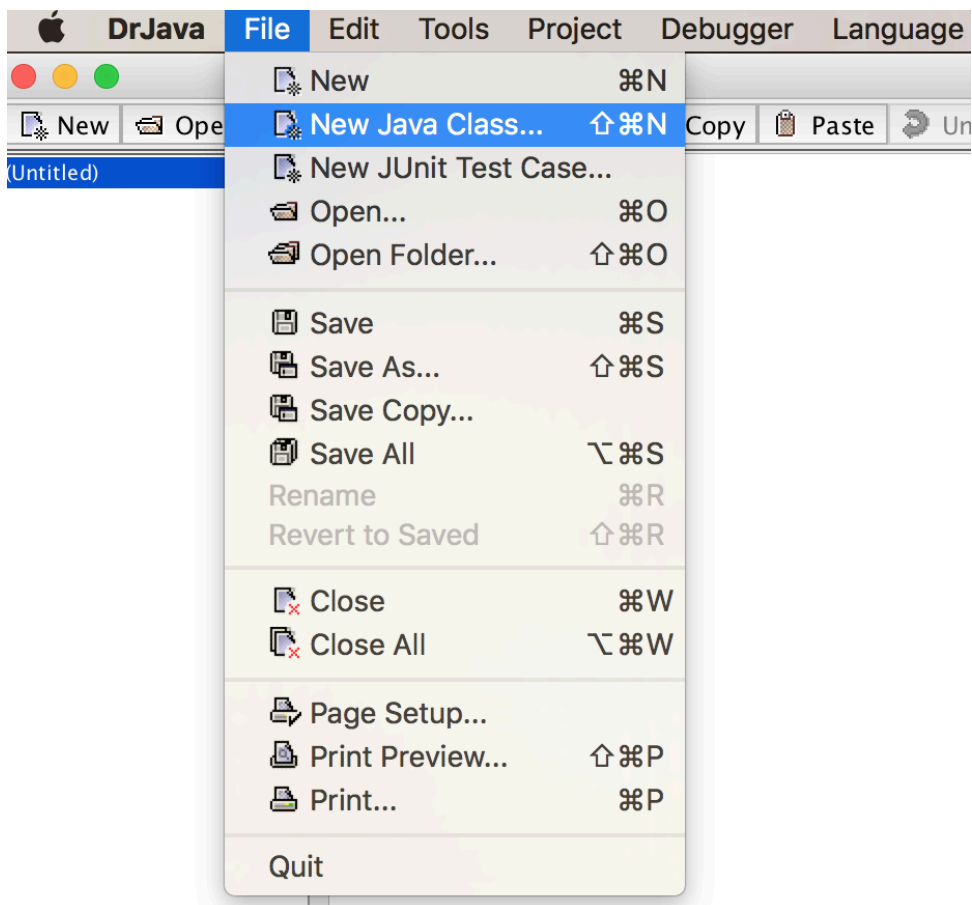 DrJava File Edit Tools Project Debugger Language
New Ope Copy Paste Un
(Untitled)
New ⌘N
New Java Class... ⇧⌘N
New JUnit Test Case...
Open... ⌘O
Open Folder... ⇧⌘O
Save ⌘S
Save As... ⇧⌘S
Save Copy...
Save All ⌥⌘S
Rename ⌘R
Revert to Saved ⇧⌘R
Close ⌘W
Close All ⌥⌘W
Page Setup...
Print Preview... ⇧⌘P
Print... ⌘P
Quit